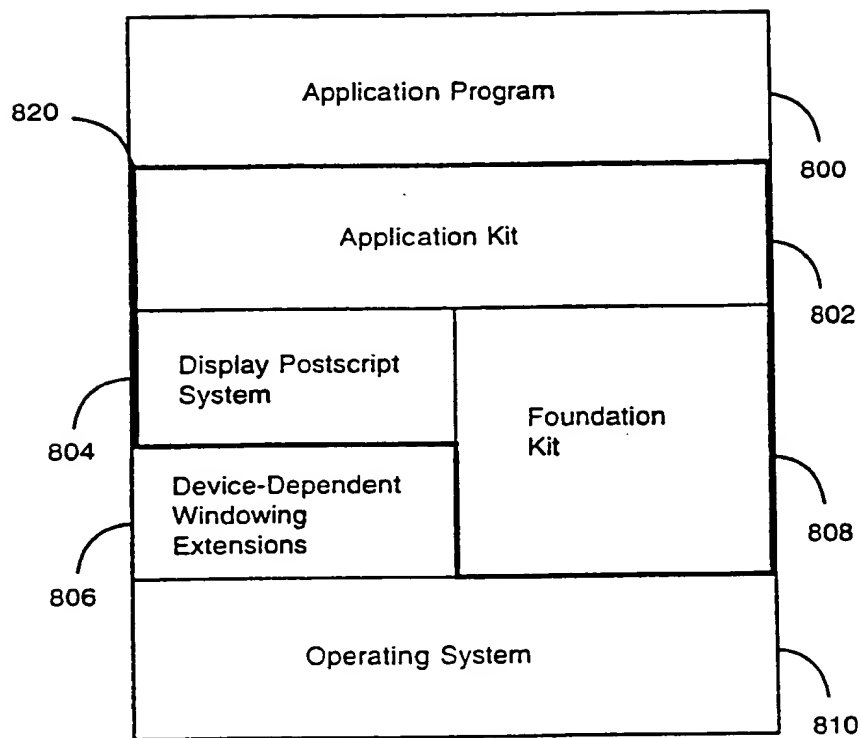 Application Program
820
800
Application Kit
802
Display Postscript
System
Foundation
Kit
804
Device-Dependent
Windowing
Extensions
808
806
Operating System
810